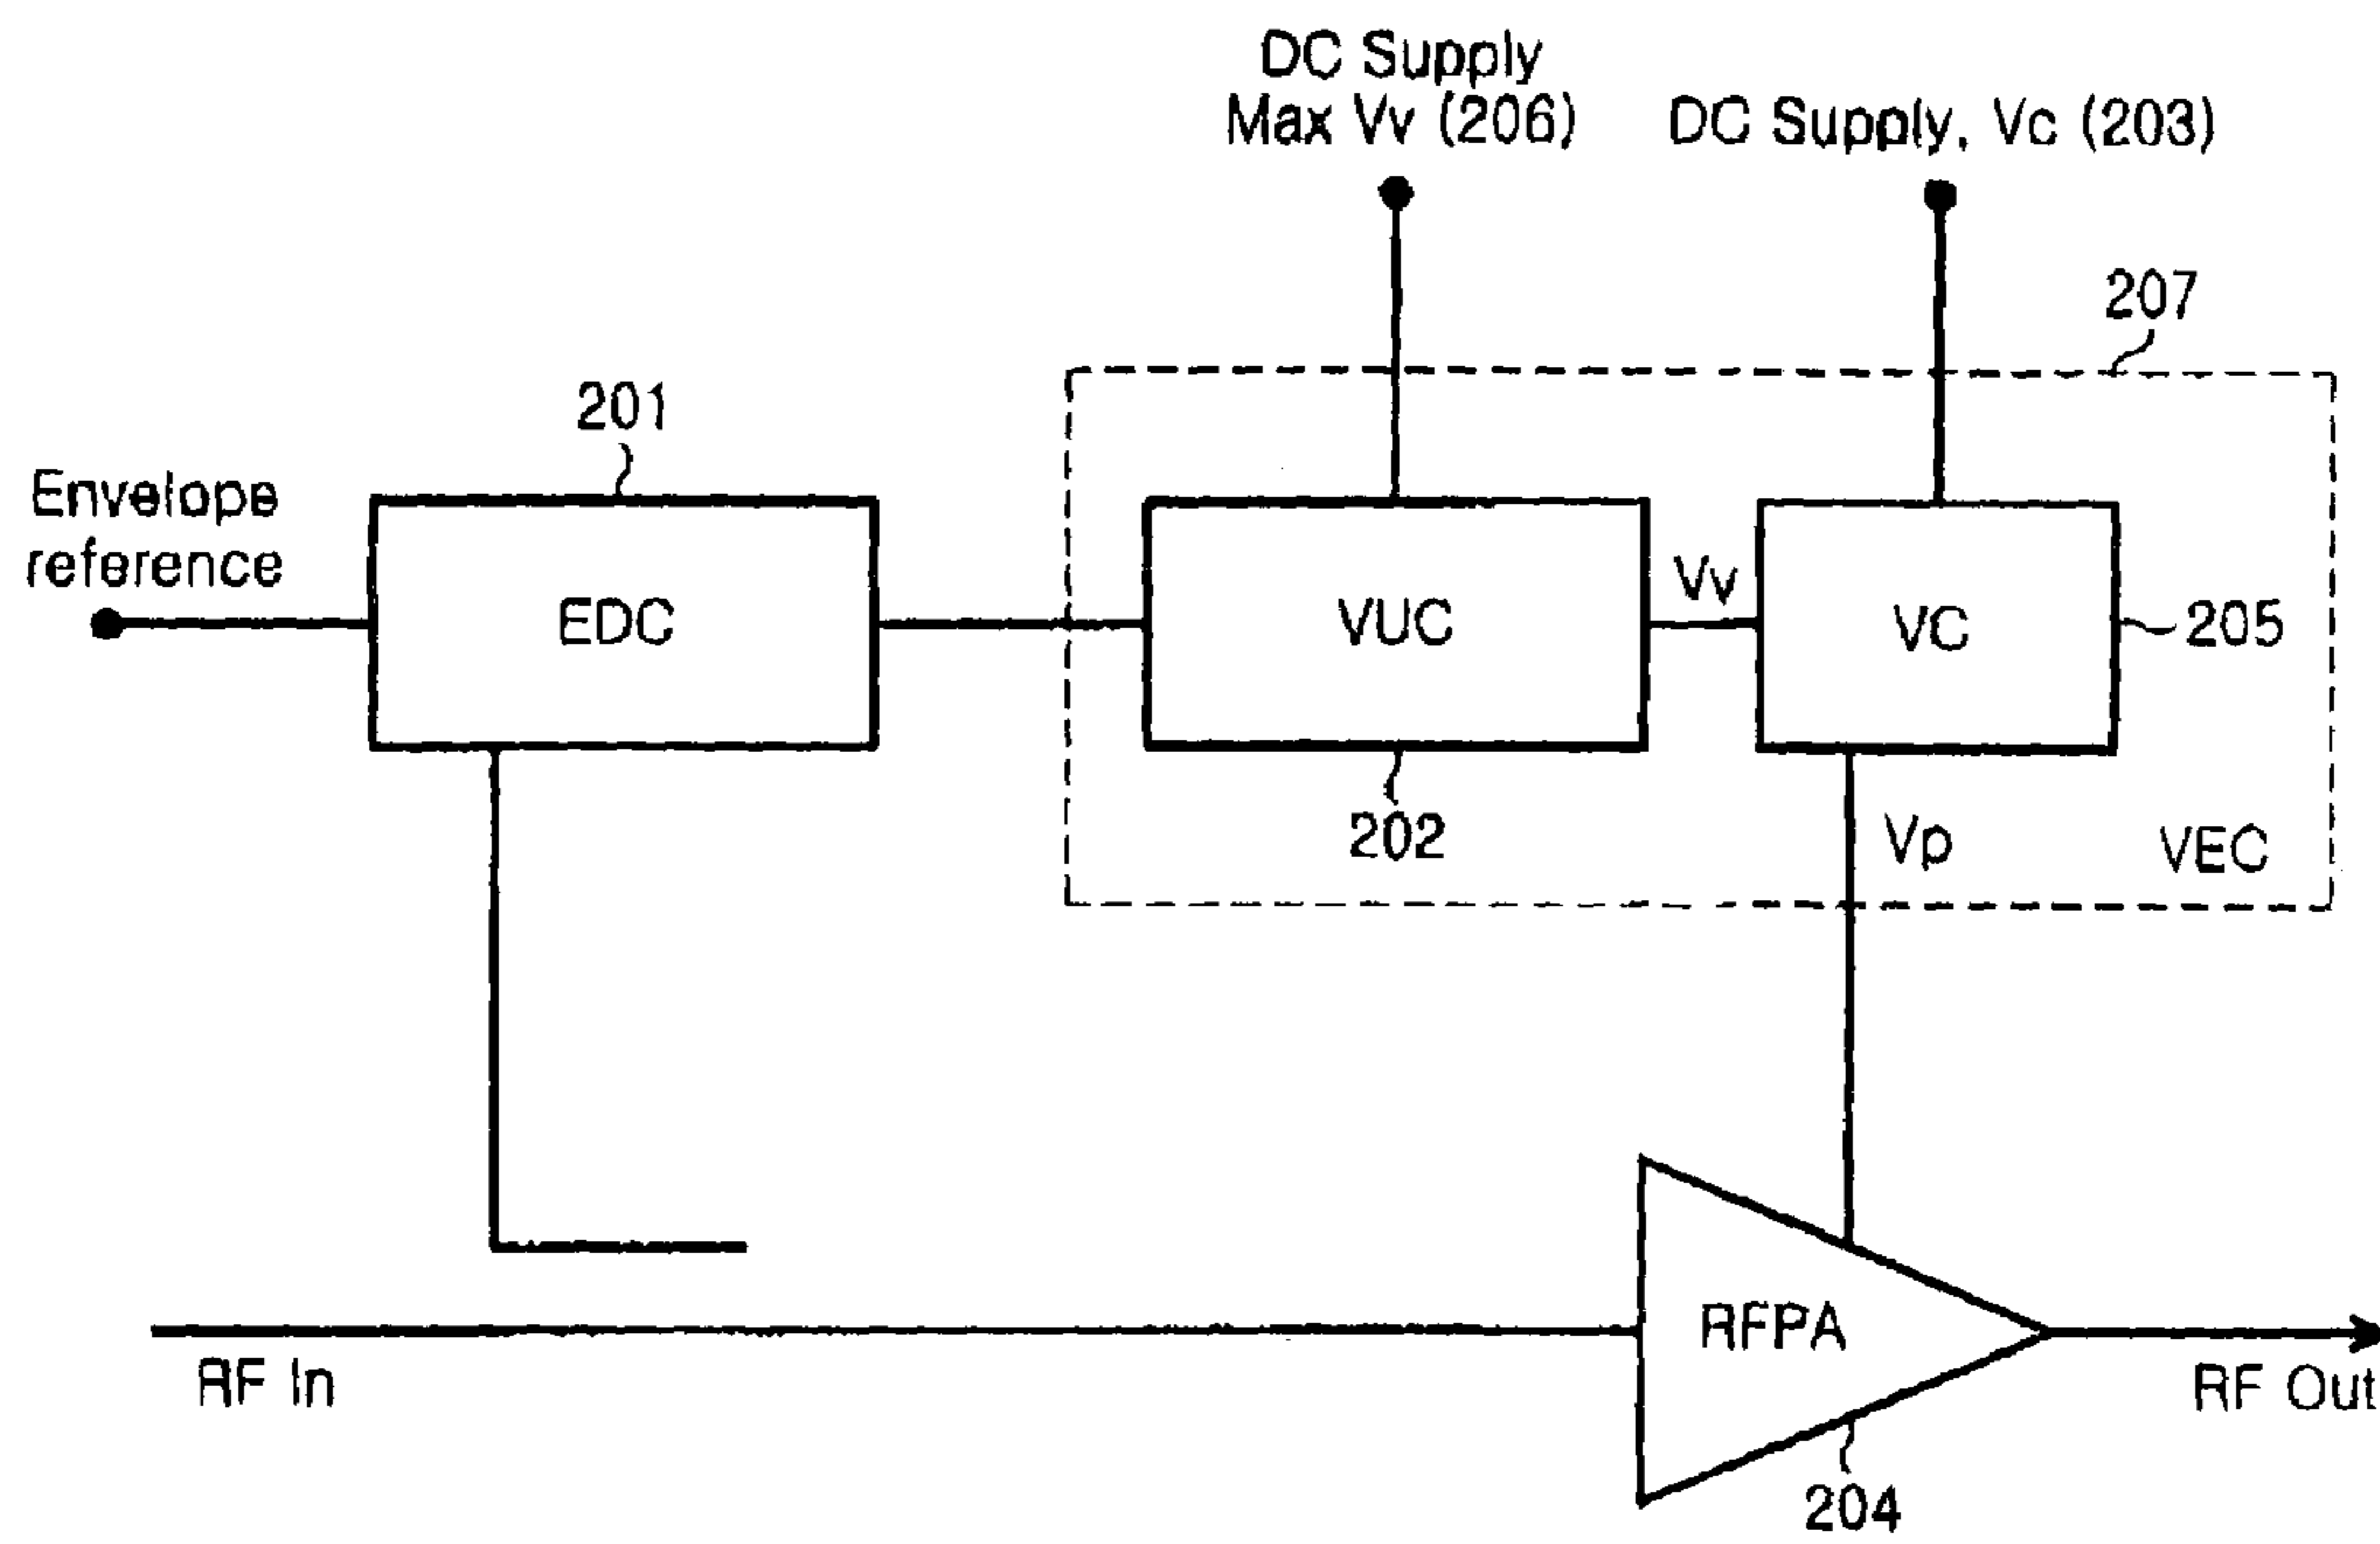 DC Supply
Max Vv (206)
DC Supply, Vc (203)
207
201
Envelope
reference
EDC
VUC
Vv
VC
205
202
Vp
VEC
RFPA
RF In
RF Out
204